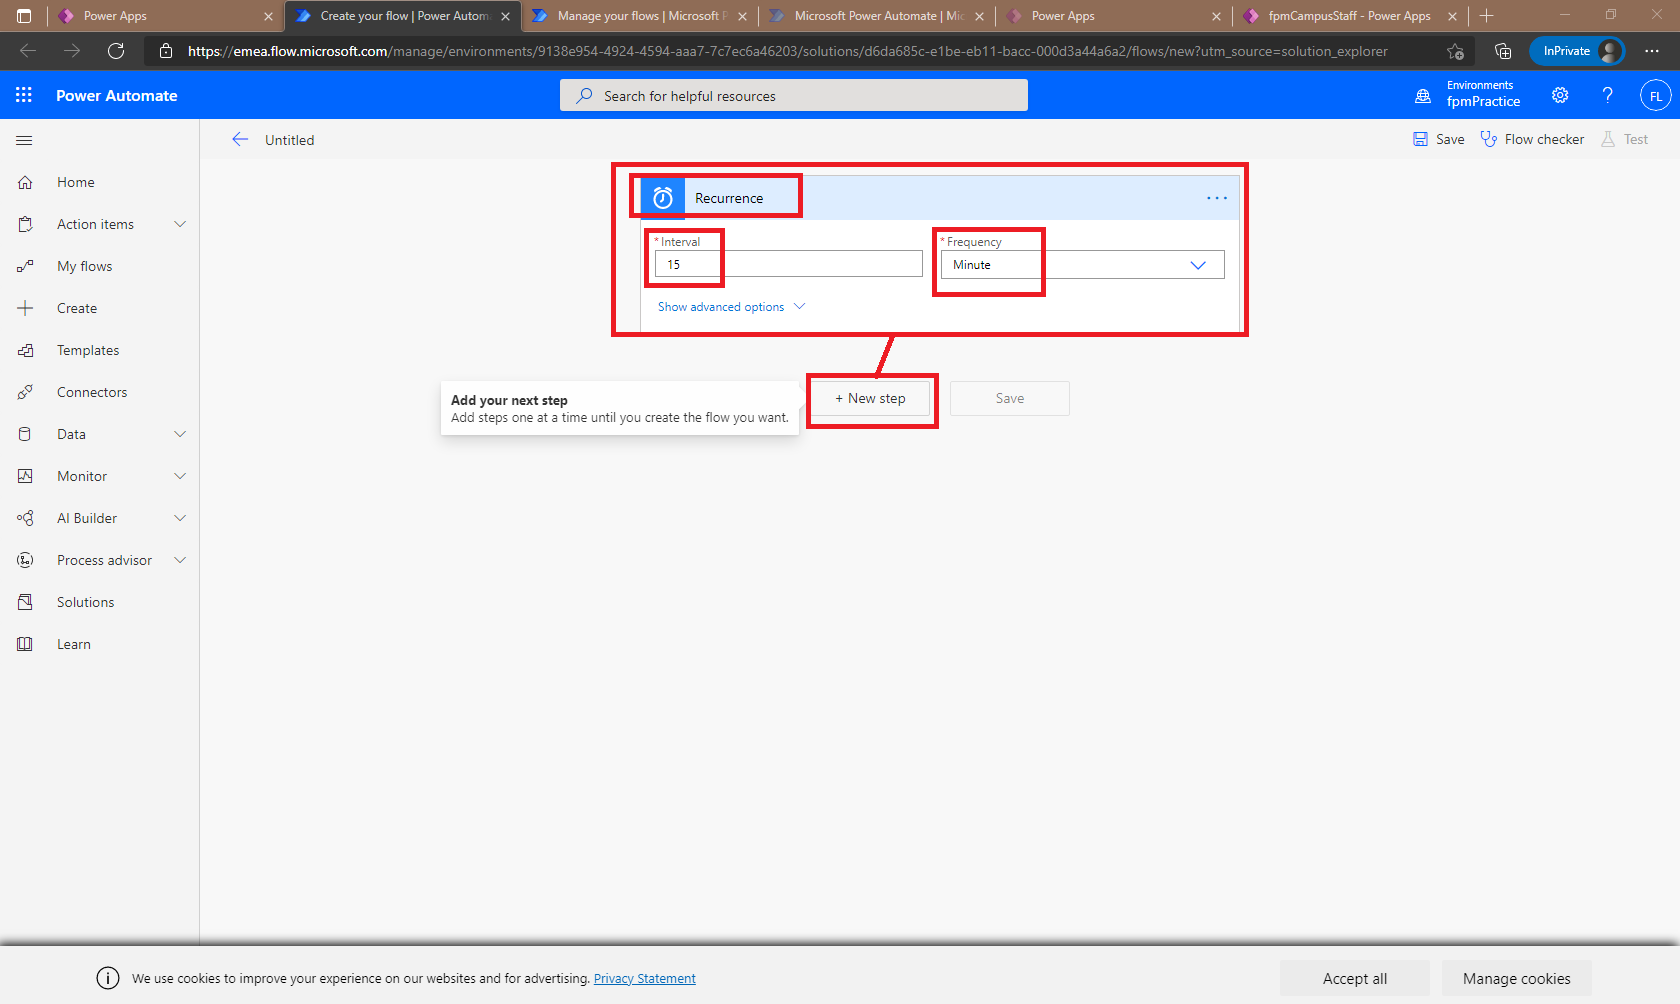 Power Apps
Create your flow | Power Autom
Manage your flows | Microsoft P
Microsoft Power Automate | Mic
Power Apps
fpmCampusStaff - Power Apps
https://emea.flow.microsoft.com/manage/environments/9138e954-4924-4594-aaa7-7c7ec6a46203/solutions/d6da685c-e1be-eb11-bacc-000d3a44a6a2/flows/new?utm_source=solution_explorer
InPrivate
Power Automate
Search for helpful resources
Environments
fpmPractice
FL
Untitled
Save
Flow checker
Test
Home
Action items
My flows
Create
Templates
Connectors
Data
Monitor
AI Builder
Process advisor
Solutions
Learn
Recurrence
* Interval
15
* Frequency
Minute
Show advanced options
Add your next step
Add steps one at a time until you create the flow you want.
+ New step
Save
We use cookies to improve your experience on our websites and for advertising. Privacy Statement
Accept all
Manage cookies